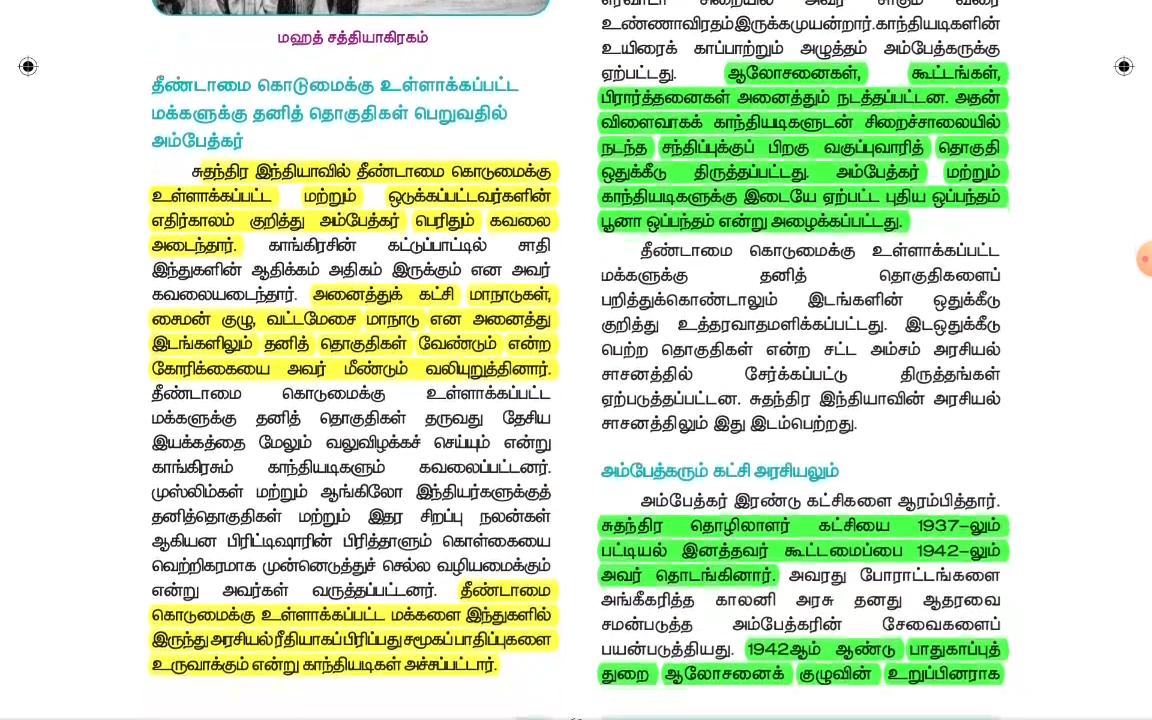 மஹத் சத்தியாகிரகம்
தீண்டாமை கொடுமைக்கு உள்ளாக்கப்பட்ட
மக்களுக்கு தனித் தொகுதிகள் பெறுவதில்
அம்பேத்கர்
சுதந்திர இந்தியாவில் தீண்டாமை கொடுமைக்கு
உள்ளாக்கப்பட்ட மற்றும் ஒடுக்கப்பட்டவர்களின்
எதிர்காலம் குறித்து அம்பேத்கர் பெரிதும் கவலை
அடைந்தார். காங்கிரசின் கட்டுப்பாட்டில் சாதி
இந்துகளின் ஆதிக்கம் அதிகம் இருக்கும் என அவர்
கவலையடைந்தார். அனைத்துக் கட்சி மாநாடுகள்,
சைமன் குழு, வட்டமேசை மாநாடு என அனைத்து
இடங்களிலும் தனித் தொகுதிகள் வேண்டும் என்ற
கோரிக்கையை அவர் மீண்டும் வலியுறுத்தினார்.
தீண்டாமை கொடுமைக்கு உள்ளாக்கப்பட்ட
மக்களுக்கு தனித் தொகுதிகள் தருவது தேசிய
இயக்கத்தை மேலும் வலுவிழக்கச் செய்யும் என்று
காங்கிரசும் காந்தியடிகளும் கவலைப்பட்டனர்.
முஸ்லிம்கள் மற்றும் ஆங்கிலோ இந்தியர்களுக்குத்
தனித்தொகுதிகள் மற்றும் இதர சிறப்பு நலன்கள்
ஆகியன பிரிட்டிஷாரின் பிரித்தாளும் கொள்கையை
வெற்றிகரமாக முன்னெடுத்துச் செல்ல வழியமைக்கும்
என்று அவர்கள் வருத்தப்பட்டனர். தீண்டாமை
கொடுமைக்கு உள்ளாக்கப்பட்ட மக்களை இந்துகளில்
இருந்து அரசியல்ரீதியாகப் பிரிப்பது சமூகப் பாதிப்புகளை
உருவாக்கும் என்று காந்தியடிகள் அச்சப்பட்டார்.
எரவாடா சிறையில் அவர் சாகும் வரை
உண்ணாவிரதம் இருக்க முயன்றார். காந்தியடிகளின்
உயிரைக் காப்பாற்றும் அழுத்தம் அம்பேத்கருக்கு
ஏற்பட்டது. ஆலோசனைகள், கூட்டங்கள்,
பிரார்த்தனைகள் அனைத்தும் நடத்தப்பட்டன. அதன்
விளைவாகக் காந்தியடிகளுடன் சிறைச்சாலையில்
நடந்த சந்திப்புக்குப் பிறகு வகுப்புவாரித் தொகுதி
ஒதுக்கீடு திருத்தப்பட்டது. அம்பேத்கர் மற்றும்
காந்தியடிகளுக்கு இடையே ஏற்பட்ட புதிய ஒப்பந்தம்
பூனா ஒப்பந்தம் என்று அழைக்கப்பட்டது.
தீண்டாமை கொடுமைக்கு உள்ளாக்கப்பட்ட
மக்களுக்கு தனித் தொகுதிகளைப்
பறித்துக்கொண்டாலும் இடங்களின் ஒதுக்கீடு
குறித்து உத்தரவாதமளிக்கப்பட்டது. இடஒதுக்கீடு
பெற்ற தொகுதிகள் என்ற சட்ட அம்சம் அரசியல்
சாசனத்தில் சேர்க்கப்பட்டு திருத்தங்கள்
ஏற்படுத்தப்பட்டன. சுதந்திர இந்தியாவின் அரசியல்
சாசனத்திலும் இது இடம்பெற்றது.
அம்பேத்கரும் கட்சி அரசியலும்
அம்பேத்கர் இரண்டு கட்சிகளை ஆரம்பித்தார்.
சுதந்திர தொழிலாளர் கட்சியை 1937–லும்
பட்டியல் இனத்தவர் கூட்டமைப்பை 1942–லும்
அவர் தொடங்கினார். அவரது போராட்டங்களை
அங்கீகரித்த காலனி அரசு தனது ஆதரவை
சமன்படுத்த அம்பேத்கரின் சேவைகளைப்
பயன்படுத்தியது. 1942ஆம் ஆண்டு பாதுகாப்புத்
துறை ஆலோசனைக் குழுவின் உறுப்பினராக